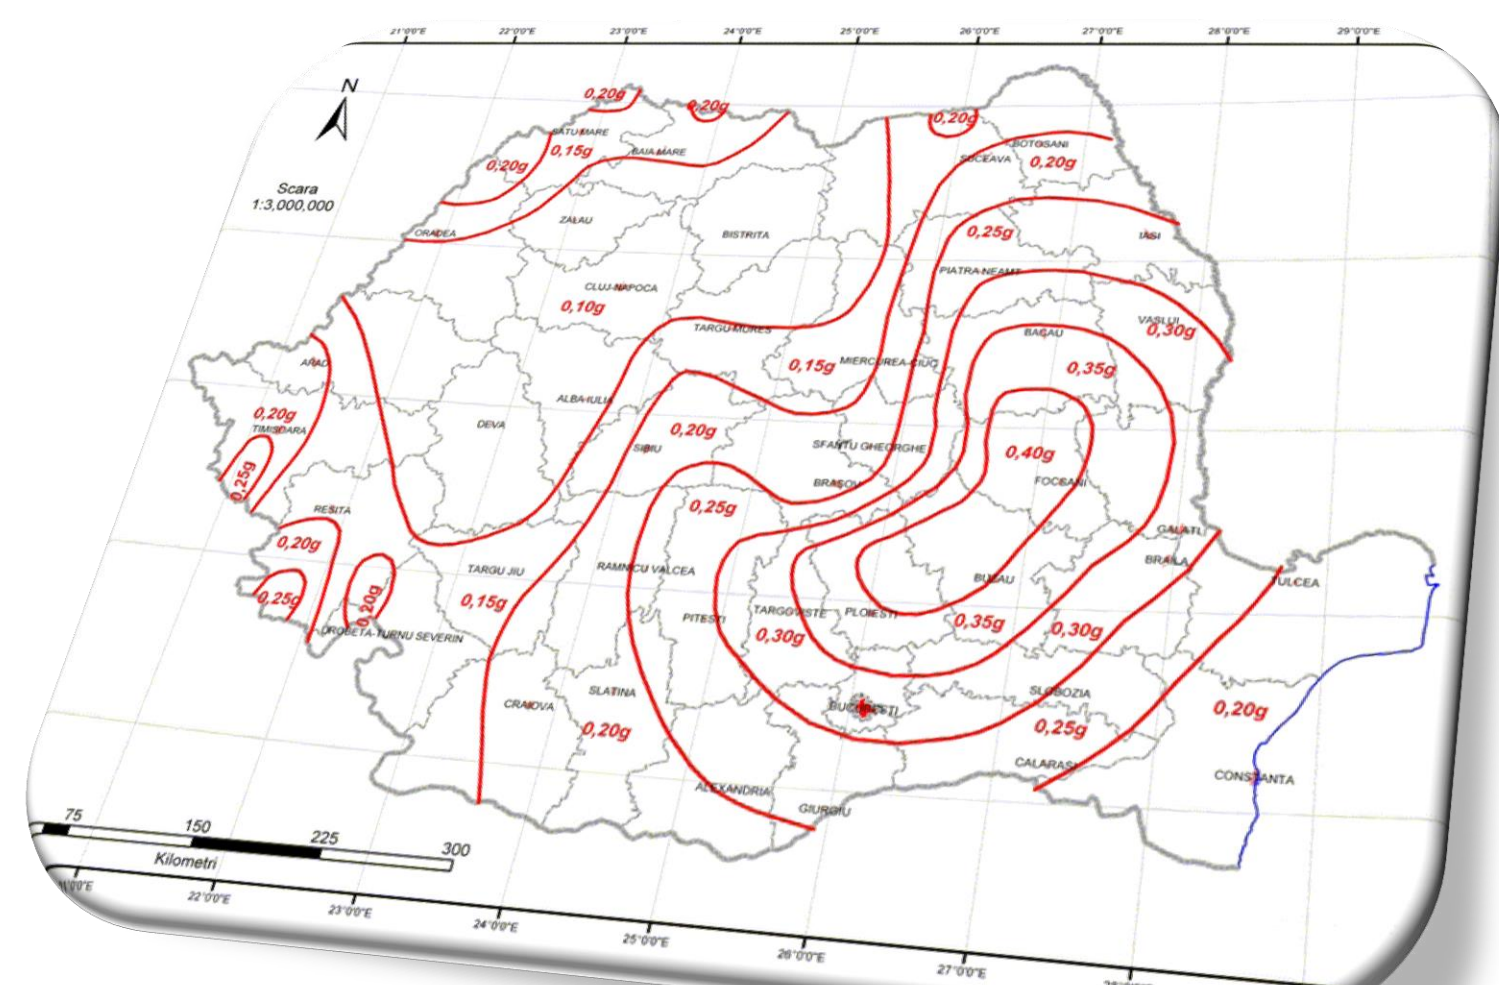 21°0'0"E 22°0'0"E 23°0'0"E 24°0'0"E 25°0'0"E 26°0'0"E 27°0'0"E 28°0'0"E 29°0'0"E
N
0,20g
0,20g
0,20g
SATU MARE
0,15g
BAIA MARE
BOTOSANI
SUCEAVA
0,20g
0,20g
Scara
1:3,000,000
ZALAU
ORADEA
BISTRITA
0,25g
IASI
PIATRA-NEAMT
CLUJ-NAPOCA
0,10g
TARGU-MURES
VASLUI
0,30g
BACAU
ARAD
0,15g
MIERCUREA-CIUC
0,35g
ALBA-IULIA
0,20g
TIMISOARA
DEVA
0,20g
SIBIU
SFANTU GHEORGHE
0,40g
0,25g
BRASOV
FOCSANI
RESITA
0,25g
GALATI
0,20g
BRAILA
TARGU JIU
RAMNICU VALCEA
BUZAU
TULCEA
0,25g
0,20g
0,15g
PITESTI
TARGOVISTE
PLOIESTI
0,30g
0,35g
0,30g
DROBETA-TURNU SEVERIN
SLATINA
SLOBOZIA
CRAIOVA
BUCURESTI
0,20g
0,25g
0,20g
CALARASI
CONSTANTA
ALEXANDRIA
GIURGIU
75 150 225 300
Kilometri
22°0'0"E 23°0'0"E 24°0'0"E 25°0'0"E 26°0'0"E 27°0'0"E